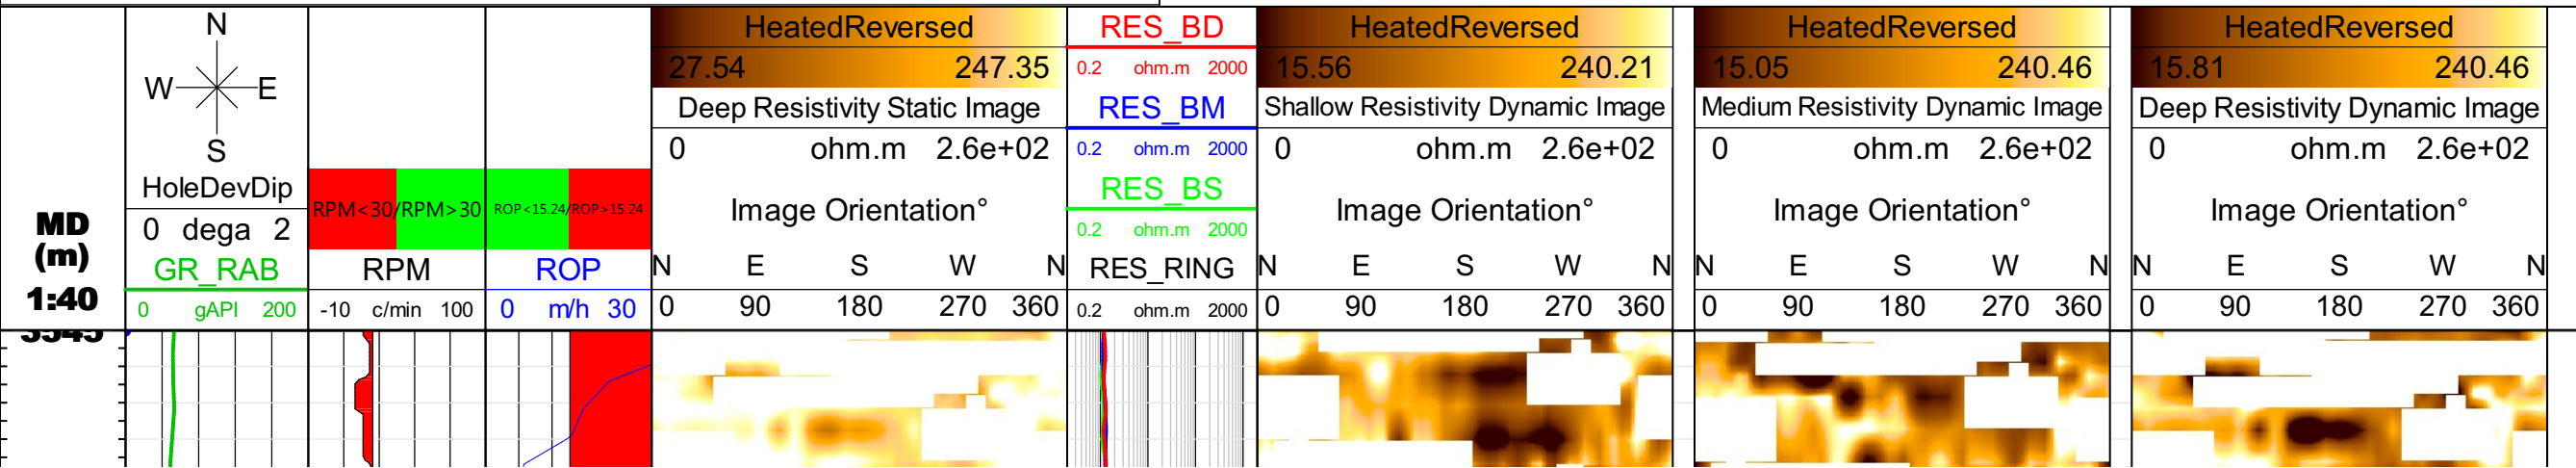 MD
(m)
1:40
N
W E
S
HoleDevDip
0 dega 2
GR_RAB
0 gAPI 200
RPM<30/RPM>30
RPM
-10 c/min 100
ROP<15.24/ROP>15.24
ROP
0 m/h 30
HeatedReversed
27.54 247.35
Deep Resistivity Static Image
0 ohm.m 2.6e+02
Image Orientation°
N E S W N
0 90 180 270 360
RES_BD
0.2 ohm.m 2000
RES_BM
0.2 ohm.m 2000
RES_BS
0.2 ohm.m 2000
RES_RING
0.2 ohm.m 2000
HeatedReversed
15.56 240.21
Shallow Resistivity Dynamic Image
0 ohm.m 2.6e+02
Image Orientation°
N E S W N
0 90 180 270 360
HeatedReversed
15.05 240.46
Medium Resistivity Dynamic Image
0 ohm.m 2.6e+02
Image Orientation°
N E S W N
0 90 180 270 360
HeatedReversed
15.81 240.46
Deep Resistivity Dynamic Image
0 ohm.m 2.6e+02
Image Orientation°
N E S W N
0 90 180 270 360